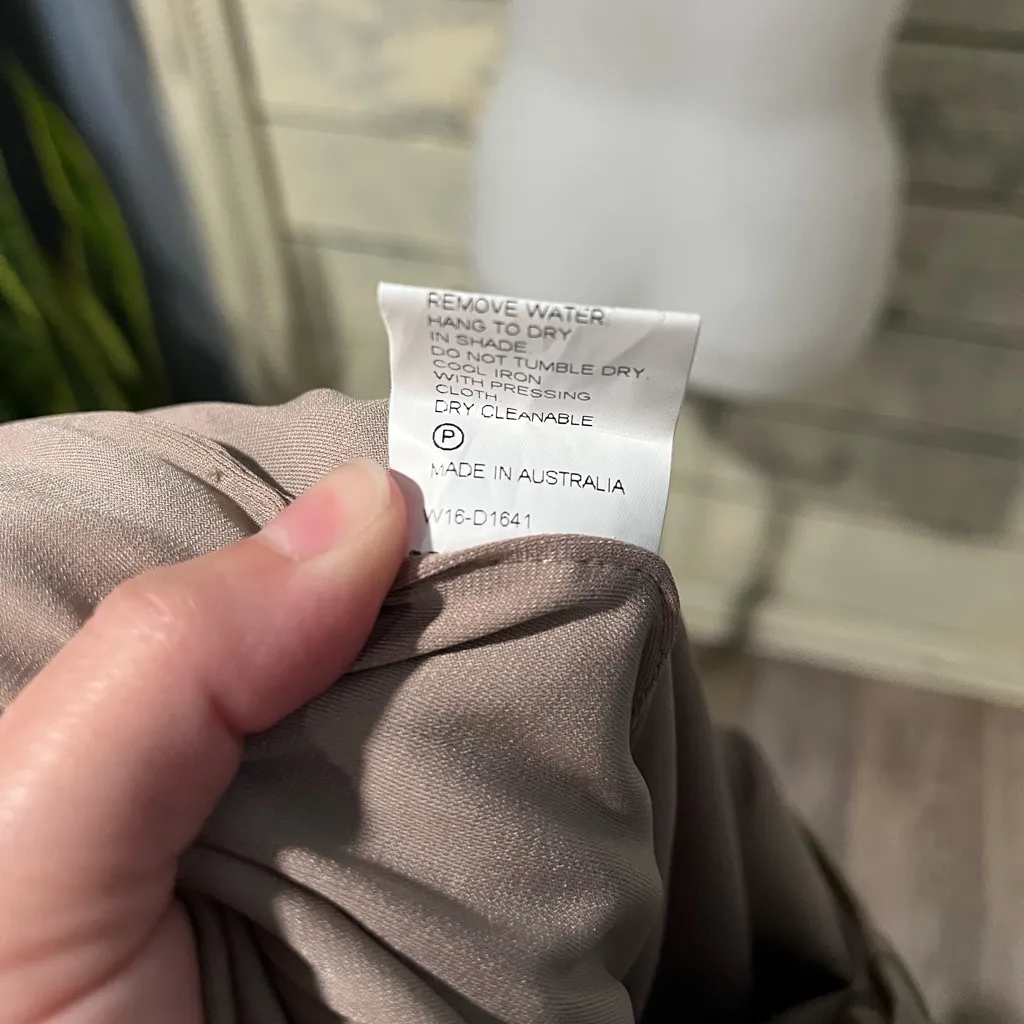 REMOVE WATER.
HANG TO DRY
IN SHADE
DO NOT TUMBLE DRY.
COOL IRON
WITH PRESSING
CLOTH.
DRY CLEANABLE
P
MADE IN AUSTRALIA
W16-D1641